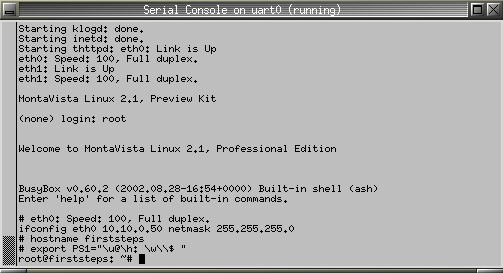 Serial Console on uart0 (running)
Starting klogd: done.
Starting inetd: done.
Starting thttpd: eth0: Link is Up
eth0: Speed: 100, Full duplex.
eth1: Link is Up
eth1: Speed: 100, Full duplex.
MontaVista Linux 2.1, Preview Kit
(none) login: root
Welcome to MontaVista Linux 2.1, Professional Edition
BusyBox v0.60.2 (2002.08.28-16:54+0000) Built-in shell (ash)
Enter 'help' for a list of built-in commands.
# eth0: Speed: 100, Full duplex.
ifconfig eth0 10.10.0.50 netmask 255.255.255.0
# hostname firststeps
# export PS1="\u@\h: \w\\$ "
root@firststeps: ~#